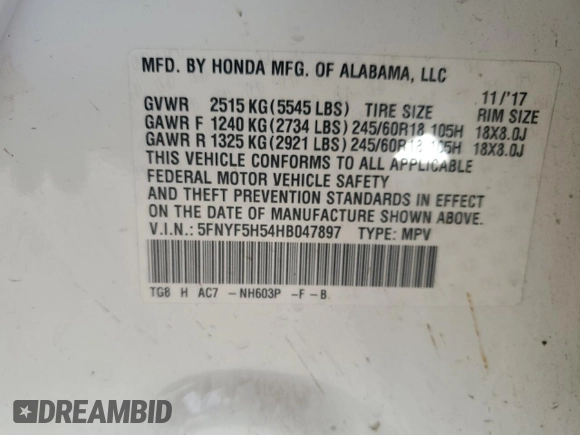 MFD. BY HONDA MFG. OF ALABAMA, LLC
11/'17
GVWR 2515 KG (5545 LBS) TIRE SIZE RIM SIZE
GAWR F 1240 KG (2734 LBS) 245/60R18 105H 18X8.0J
GAWR R 1325 KG (2921 LBS) 245/60R18 105H 18X8.0J
THIS VEHICLE CONFORMS TO ALL APPLICABLE
FEDERAL MOTOR VEHICLE SAFETY
AND THEFT PREVENTION STANDARDS IN EFFECT
ON THE DATE OF MANUFACTURE SHOWN ABOVE.
V.I.N.: 5FNYF5H54HB047897 TYPE: MPV
TG8 H AC7 -NH603P -F -B
DREAMBID